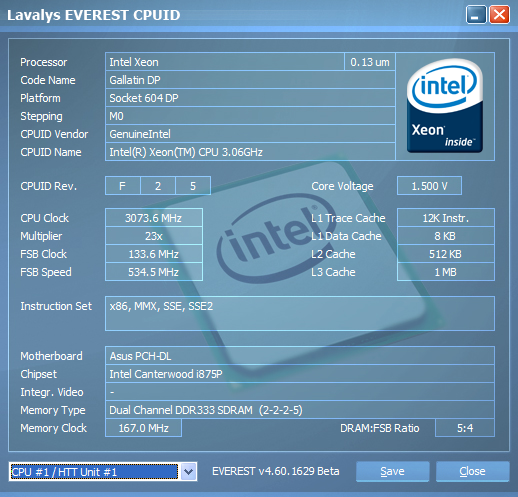 Lavalys EVEREST CPUID
Processor Intel Xeon 0.13 um
Code Name Gallatin DP
Platform Socket 604 DP
Stepping M0
CPUID Vendor GenuineIntel
CPUID Name Intel(R) Xeon(TM) CPU 3.06GHz
intel
Xeon
inside™
CPUID Rev. F 2 5 Core Voltage 1.500 V
CPU Clock 3073.6 MHz L1 Trace Cache 12K Instr.
Multiplier 23x L1 Data Cache 8 KB
FSB Clock 133.6 MHz L2 Cache 512 KB
FSB Speed 534.5 MHz L3 Cache 1 MB
intel
Instruction Set x86, MMX, SSE, SSE2
Motherboard Asus PCH-DL
Chipset Intel Canterwood i875P
Integr. Video -
Memory Type Dual Channel DDR333 SDRAM (2-2-2-5)
Memory Clock 167.0 MHz DRAM:FSB Ratio 5:4
CPU #1 / HTT Unit #1 EVEREST v4.60.1629 Beta Save Close